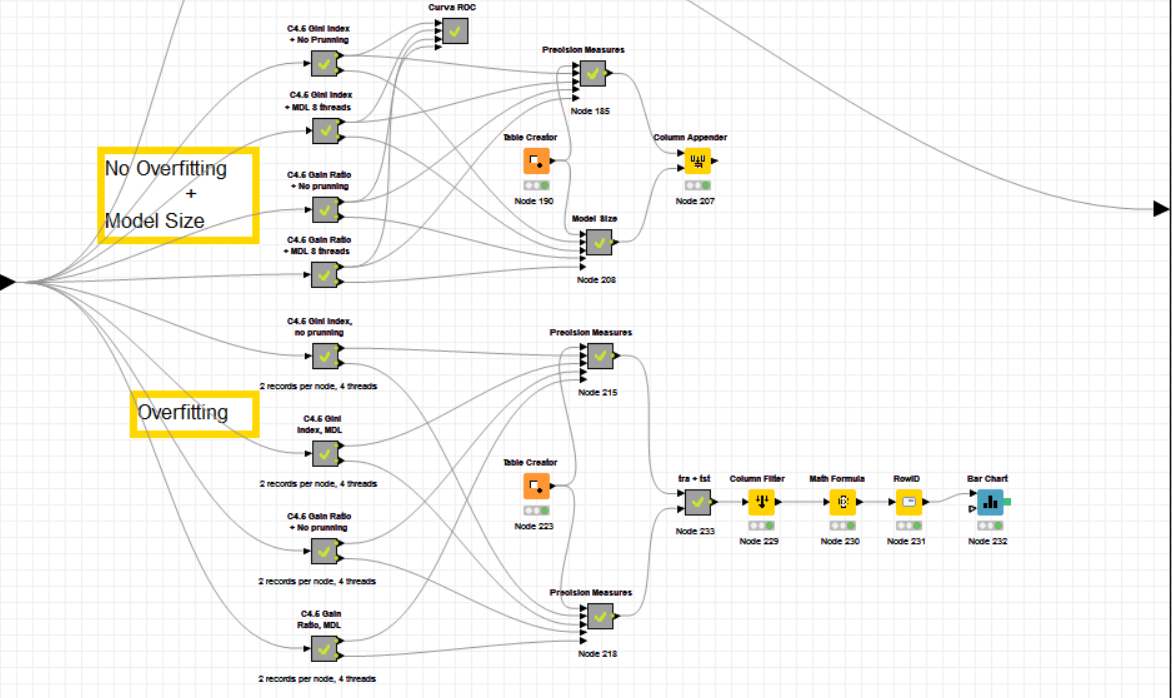 Curva ROC
C4.5 Gini Index
+ No Prunning
Precision Measures
Node 185
C4.5 Gini Index
+ MDL 8 threads
Table Creator
Node 190
Column Appender
Node 207
No Overfitting
+
Model Size
C4.5 Gain Ratio
+ No prunning
Model Size
Node 208
C4.5 Gain Ratio
+ MDL 8 threads
C4.5 Gini Index,
no prunning
2 records per node, 4 threads
Precision Measures
Node 215
Overfitting
C4.5 Gini
Index, MDL
2 records per node, 4 threads
Table Creator
Node 223
tra + tst
Node 233
Column Filter
Node 229
Math Formula
Node 230
RowID
Node 231
Bar Chart
Node 232
C4.5 Gain Ratio
+ No prunning
2 records per node, 4 threads
Precision Measures
Node 218
C4.5 Gain
Ratio, MDL
2 records per node, 4 threads